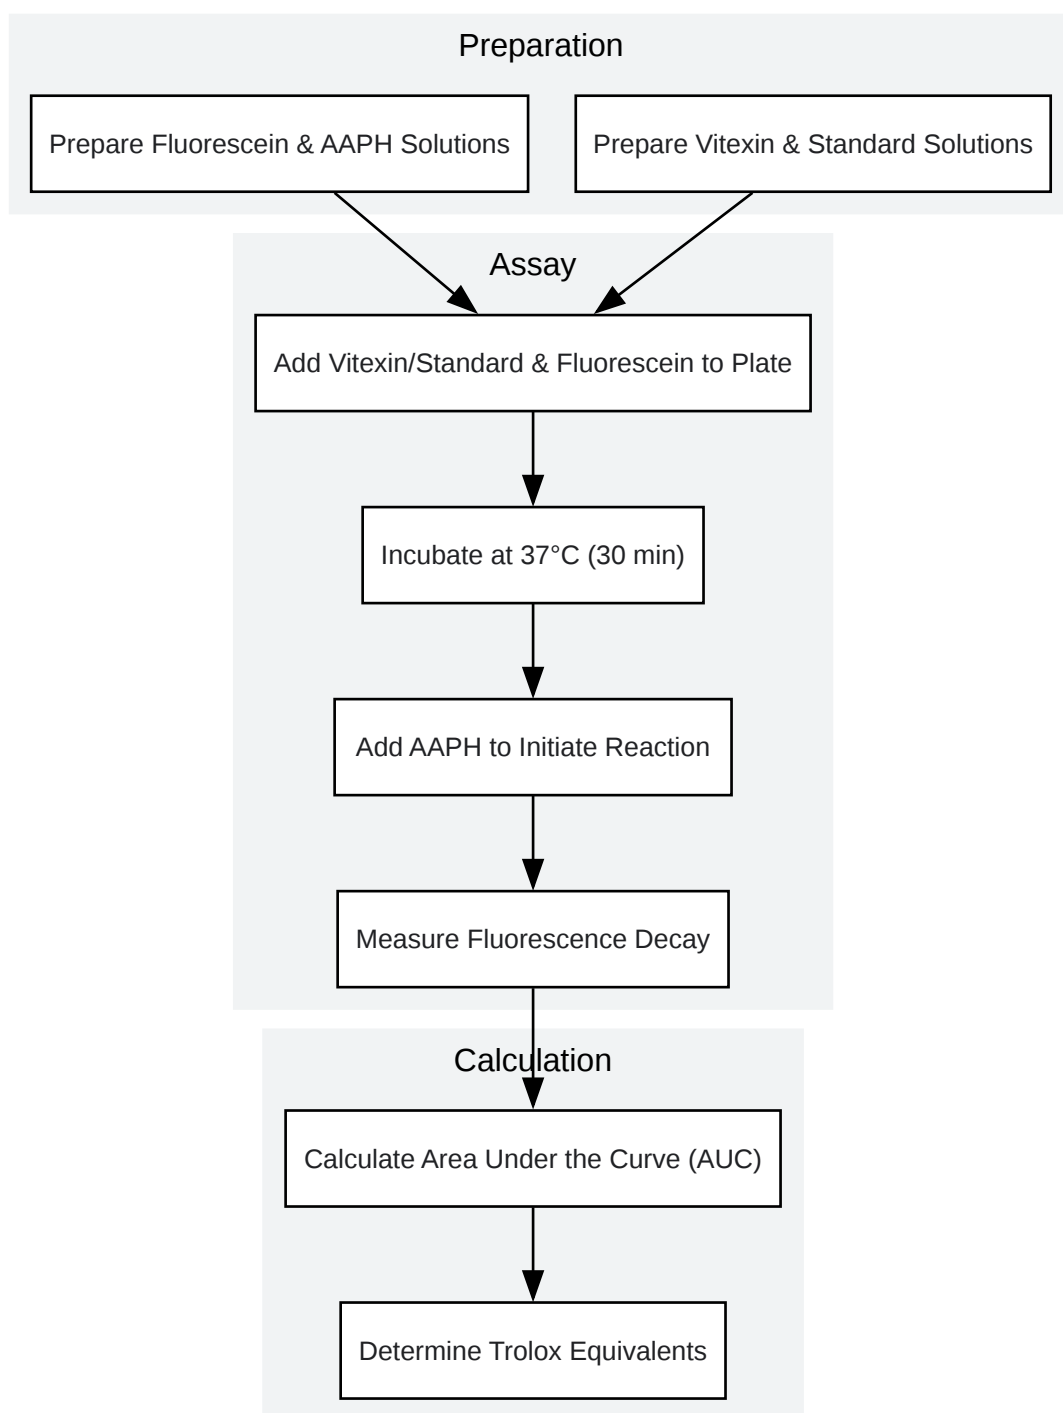 Preparation
Prepare Fluorescein & AAPH Solutions
Prepare Vitexin & Standard Solutions
Assay
Add Vitexin/Standard & Fluorescein to Plate
Incubate at 37°C (30 min)
Add AAPH to Initiate Reaction
Measure Fluorescence Decay
Calculation
Calculate Area Under the Curve (AUC)
Determine Trolox Equivalents